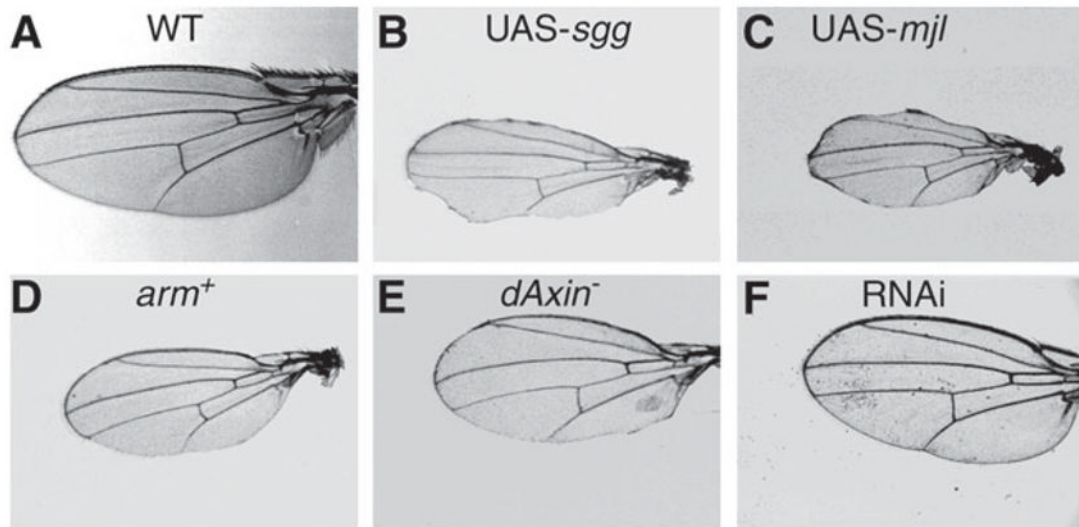 A WT
B UAS-sgg
C UAS-mjl
D arm⁺
E dAxin⁻
F RNAi